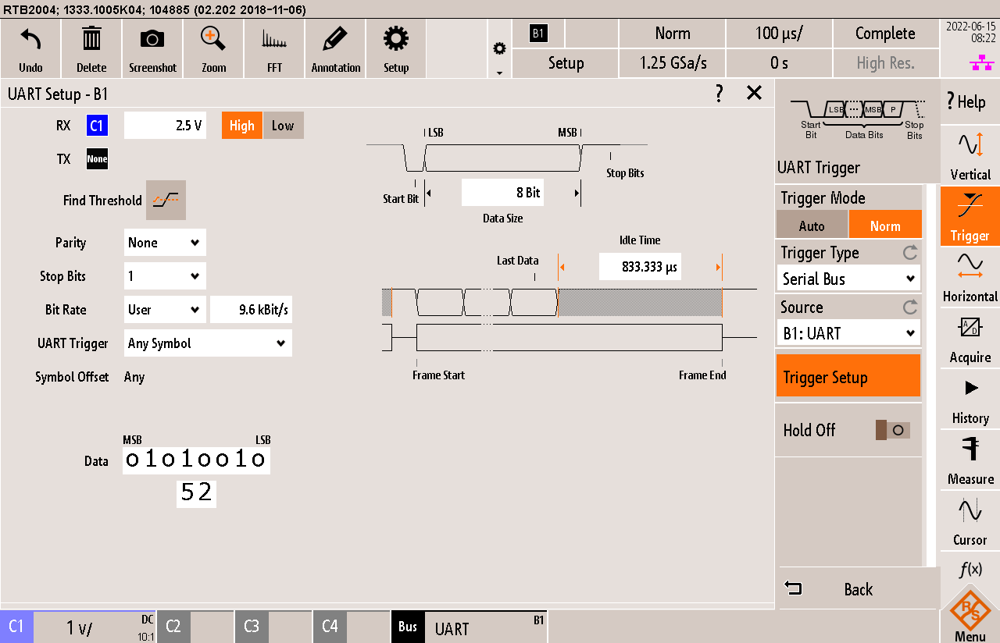 RTB2004; 1333.1005K04; 104885 (02.202 2018-11-06)
Undo
Delete
Screenshot
Zoom
FFT
Annotation
Setup
B1
Setup
Norm
1.25 GSa/s
100 µs/
0 s
Complete
High Res.
2022-06-15
08:22
UART Setup - B1
?
RX C1 2.5 V High Low
TX None
Find Threshold
Parity None
Stop Bits 1
Bit Rate User 9.6 kBit/s
UART Trigger Any Symbol
Symbol Offset Any
MSB LSB
Data 01010010
52
LSB MSB
Stop Bits
Start Bit 8 Bit
Data Size
Idle Time
Last Data 833.333 µs
Frame Start Frame End
LSB MSB P
Start Bit
Data Bits
Stop Bits
UART Trigger
Trigger Mode
Auto Norm
Trigger Type
Serial Bus
Source
B1: UART
Trigger Setup
Hold Off
Back
? Help
Vertical
Trigger
Horizontal
A D
Acquire
History
Measure
Cursor
f(x)
R S
Menu
C1 1 V/ DC 10:1
C2
C3
C4
Bus UART B1